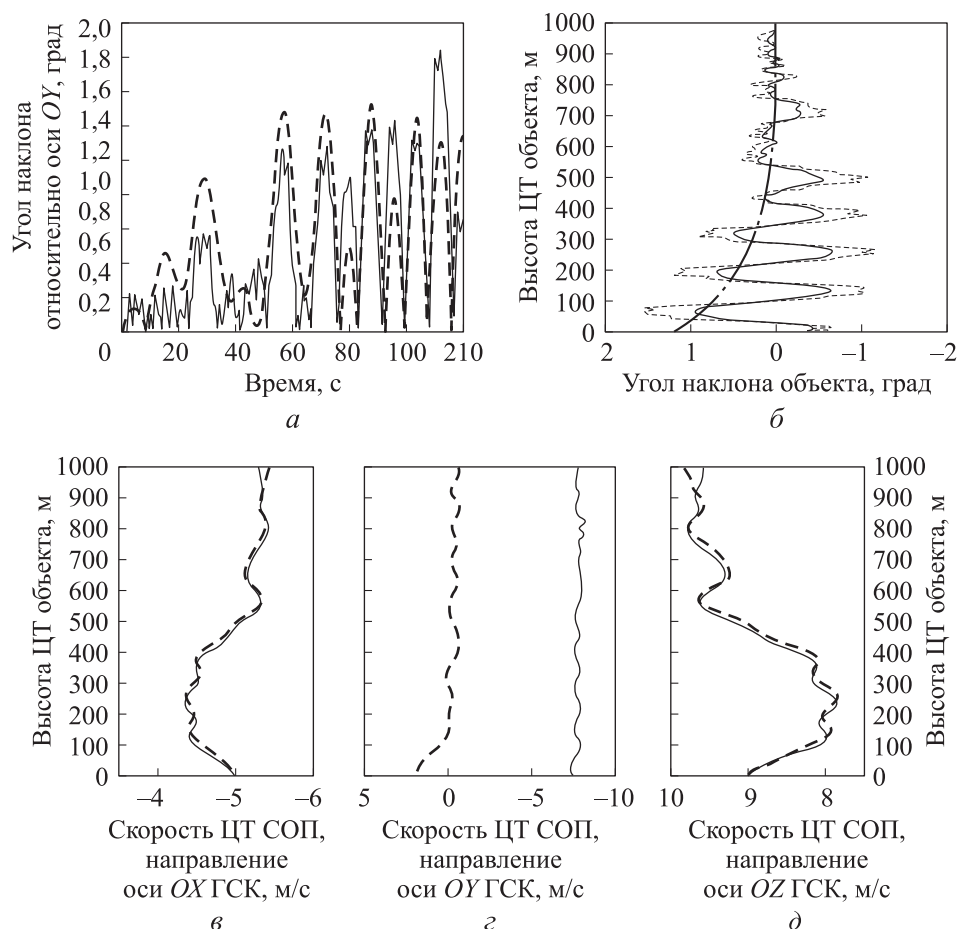 Угол наклона
относительно оси OY, град
2,0
1,8
1,4
1,2
1,0
0,8
0,6
0,4
0,2
0 20 40 60 80 100 210
Время, с
а
Высота ЦТ объекта, м
1000
900
800
700
600
500
400
300
200
100
0
2 1 0 –1 –2
Угол наклона объекта, град
б
Высота ЦТ объекта, м
1000
900
800
700
600
500
400
300
200
100
0
–4 –5 –6
Скорость ЦТ СОП,
направление
оси OX ГСК, м/с
в
5 0 –5 –10
Скорость ЦТ СОП,
направление
оси OY ГСК, м/с
г
1000
900
800
700
600
500
400
300
200
100
0
Высота ЦТ объекта, м
10 9 8
Скорость ЦТ СОП,
направление
оси OZ ГСК, м/с
д